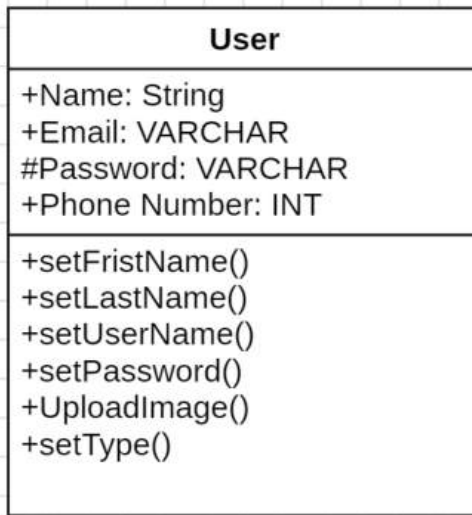 User
+Name: String
+Email: VARCHAR
#Password: VARCHAR
+Phone Number: INT
+setFristName()
+setLastName()
+setUserName()
+setPassword()
+UploadImage()
+setType()